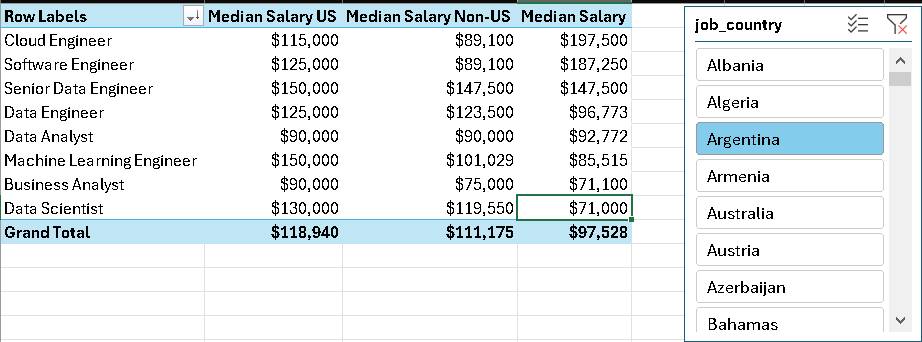 Row Labels Median Salary US Median Salary Non-US Median Salary
Cloud Engineer $115,000 $89,100 $197,500
Software Engineer $125,000 $89,100 $187,250
Senior Data Engineer $150,000 $147,500 $147,500
Data Engineer $125,000 $123,500 $96,773
Data Analyst $90,000 $90,000 $92,772
Machine Learning Engineer $150,000 $101,029 $85,515
Business Analyst $90,000 $75,000 $71,100
Data Scientist $130,000 $119,550 $71,000
Grand Total $118,940 $111,175 $97,528
job_country
Albania
Algeria
Argentina
Armenia
Australia
Austria
Azerbaijan
Bahamas